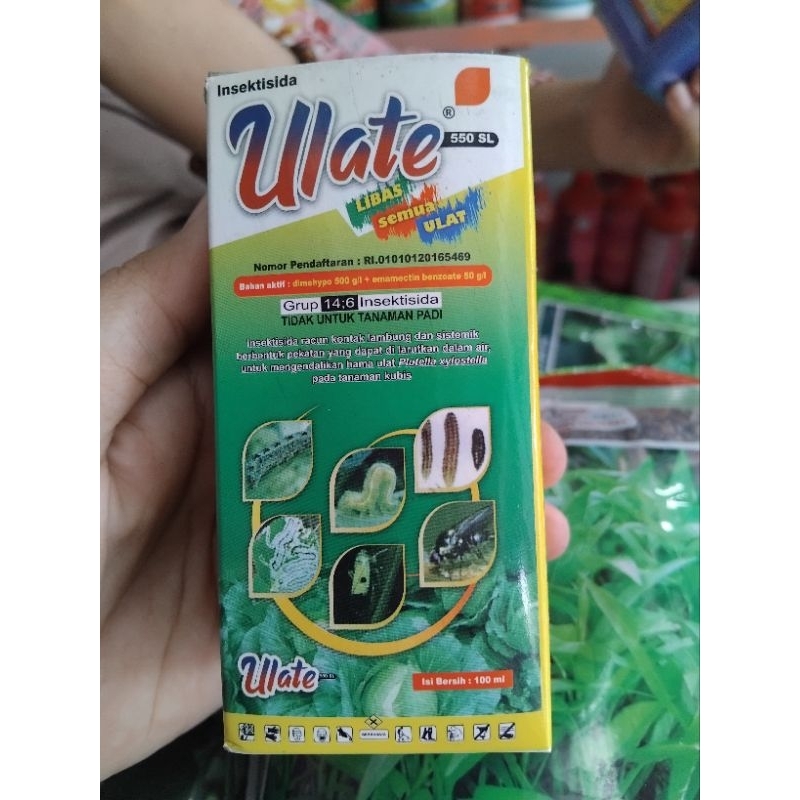 Insektisida
Ulate®
550 SL
LIBAS
semua
ULAT
Nomor Pendaftaran : RI.01010120165469
Bahan aktif : dimehypo 500 g/l + emamectin benzoate 50 g/l
Grup 14;6 Insektisida
TIDAK UNTUK TANAMAN PADI
Insektisida racun kontak lambung dan sistemik
berbentuk pekatan yang dapat di larutkan dalam air,
untuk mengendalikan hama ulat Plutella xylostella
pada tanaman kubis
Ulate
Isi Bersih : 100 ml